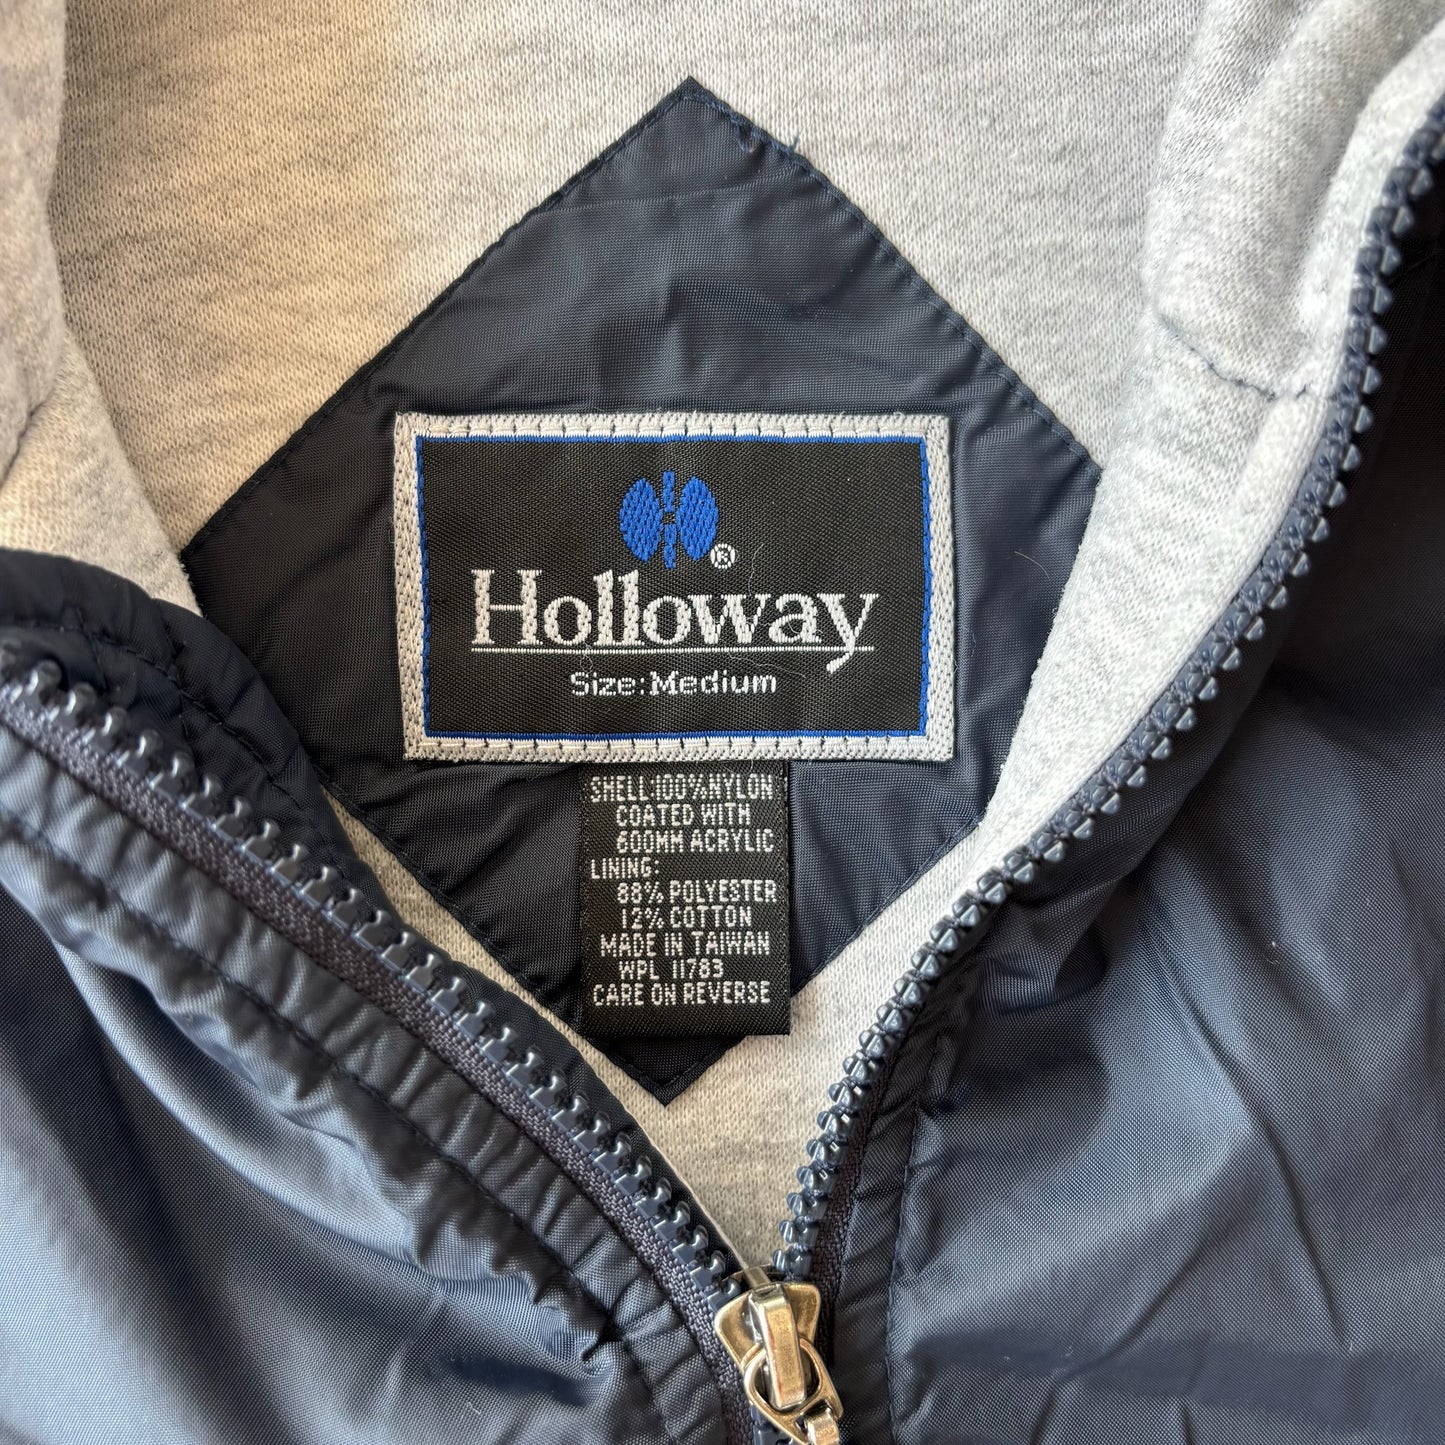 ®
Holloway
Size:Medium
SHELL 100% NYLON
COATED WITH
600MM ACRYLIC
LINING:
88% POLYESTER
12% COTTON
MADE IN TAIWAN
WPL 11783
CARE ON REVERSE